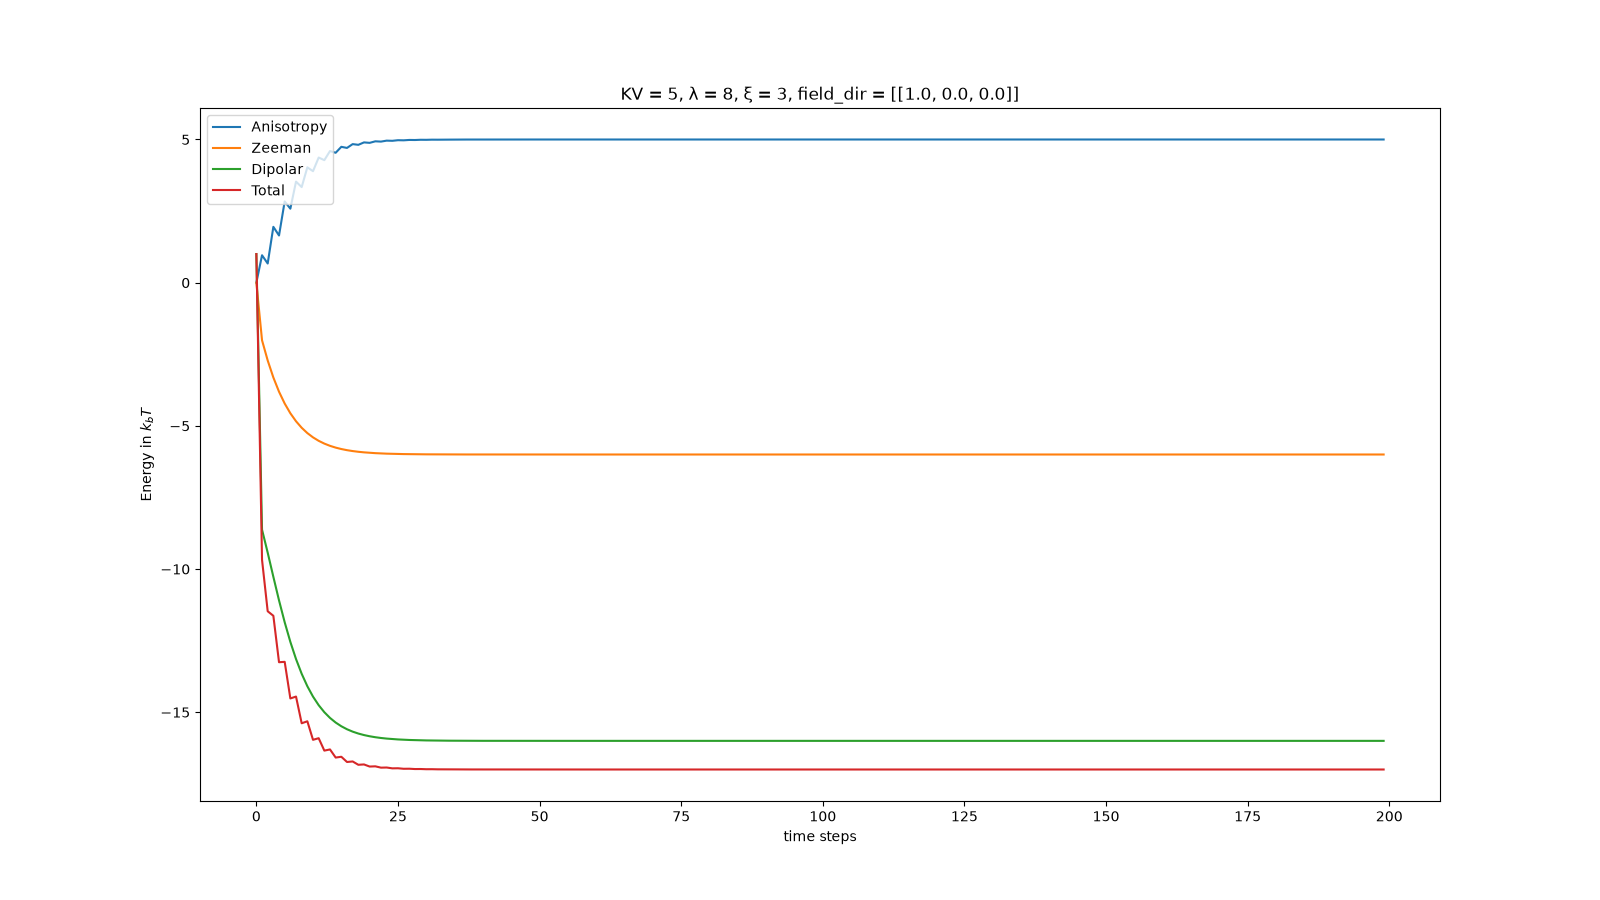 KV = 5, λ = 8, ξ = 3, field_dir = [[1.0, 0.0, 0.0]]
Anisotropy
Zeeman
Dipolar
Total
5
0
−5
−10
−15
Energy in k_bT
0 25 50 75 100 125 150 175 200
time steps